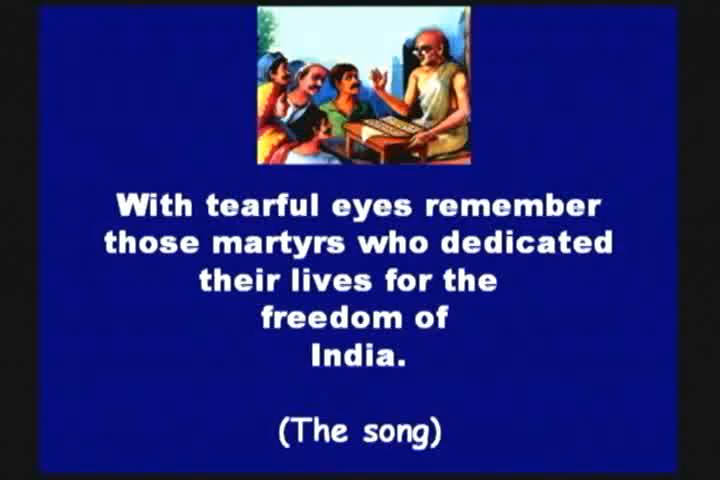 With tearful eyes remember
those martyrs who dedicated
their lives for the
freedom of
India.
(The song)